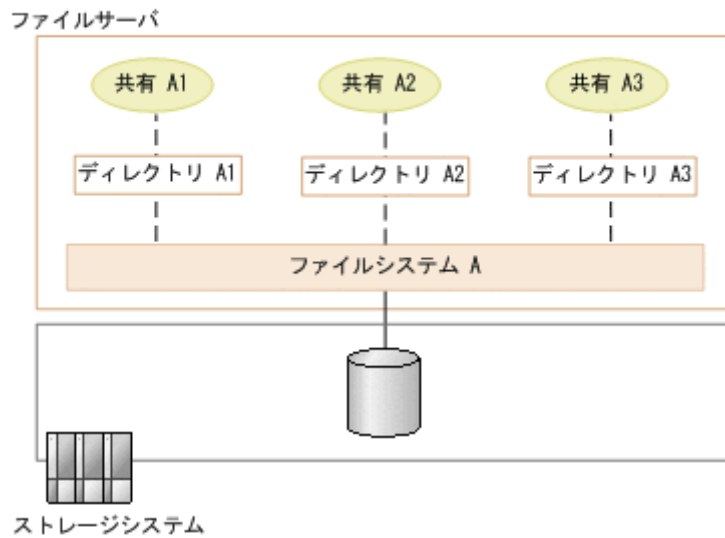 ファイルサーバ
共有 A1
共有 A2
共有 A3
ディレクトリ A1
ディレクトリ A2
ディレクトリ A3
ファイルシステム A
ストレージシステム